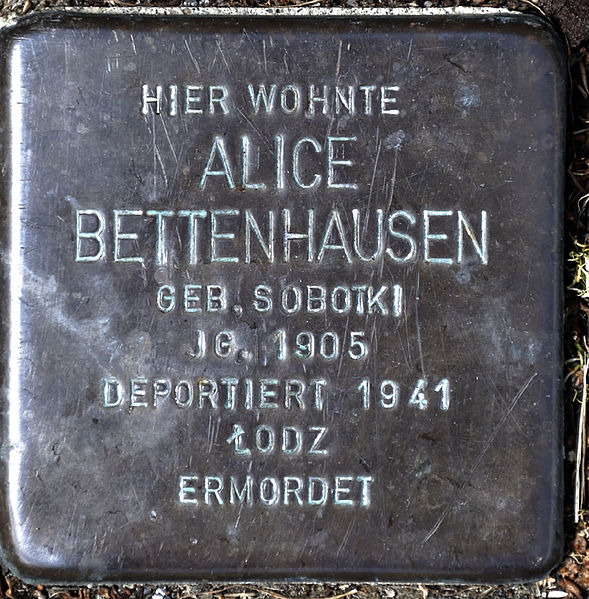 HIER WOHNTE
ALICE
BETTENHAUSEN
GEB. SOBOTKI
JG. 1905
DEPORTIERT 1941
ŁODZ
ERMORDET